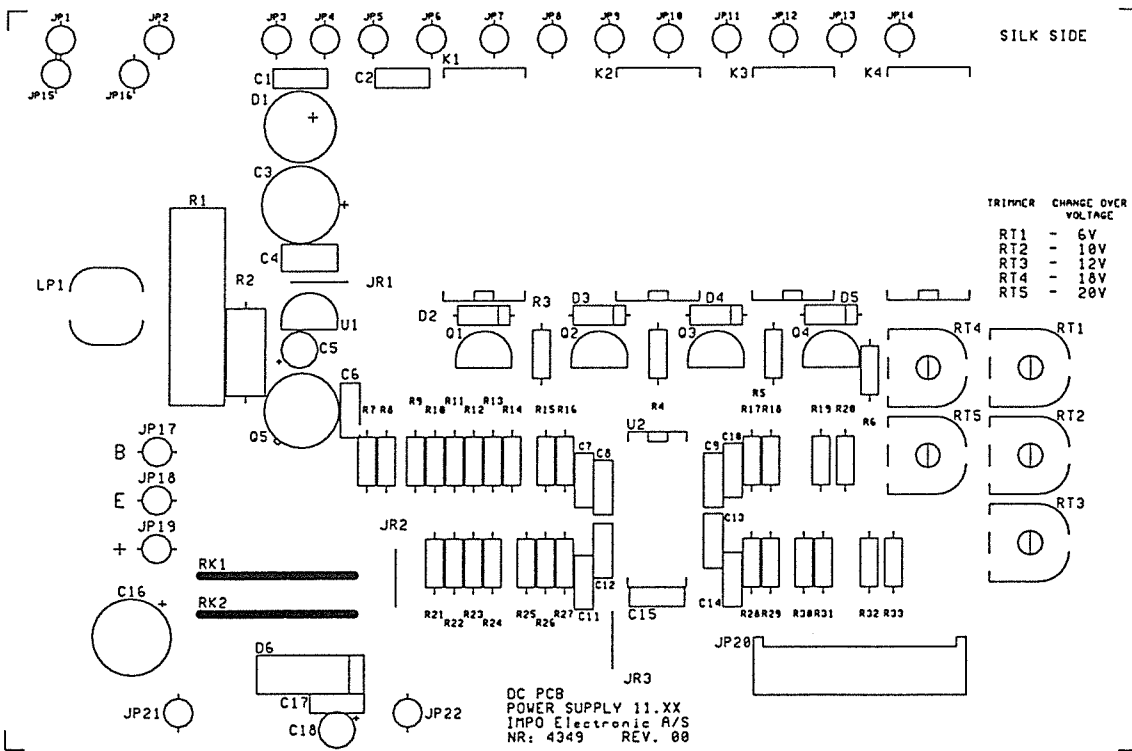 JP1 JP2 JP3 JP4 JP5 JP6 JP7 JP8 JP9 JP10 JP11 JP12 JP13 JP14
SILK SIDE
JP15 JP16 C1 C2 K1 K2 K3 K4
D1
+
C3
+
R1
C4
LP1 R2 JR1
TRIMMER CHANGE OVER
VOLTAGE
RT1 - 6V
RT2 - 10V
RT3 - 12V
RT4 - 18V
RT5 - 20V
D2 R3 D3 D4 D5
U1 Q1 Q2 Q3 Q4 RT4 RT1
C5
+
C6 R4 R5 R6
Q5
R7 R8 R9 R10 R11 R12 R13 R14 R15 R16 R17 R18 R19 R20
U2 RT5 RT2
JP17
B
C7 C8 C9 C10
JP18
E
JP19
+
JR2 C13 RT3
RK1
C12
C16
+
RK2
C11 C15 C14
R21 R22 R23 R24 R25 R26 R27 R28 R29 R30 R31 R32 R33
D6 JR3 JP20
C17
JP21 C18 + JP22
DC PCB
POWER SUPPLY 11.XX
IMPO Electronic A/S
NR: 4349 REV. 00